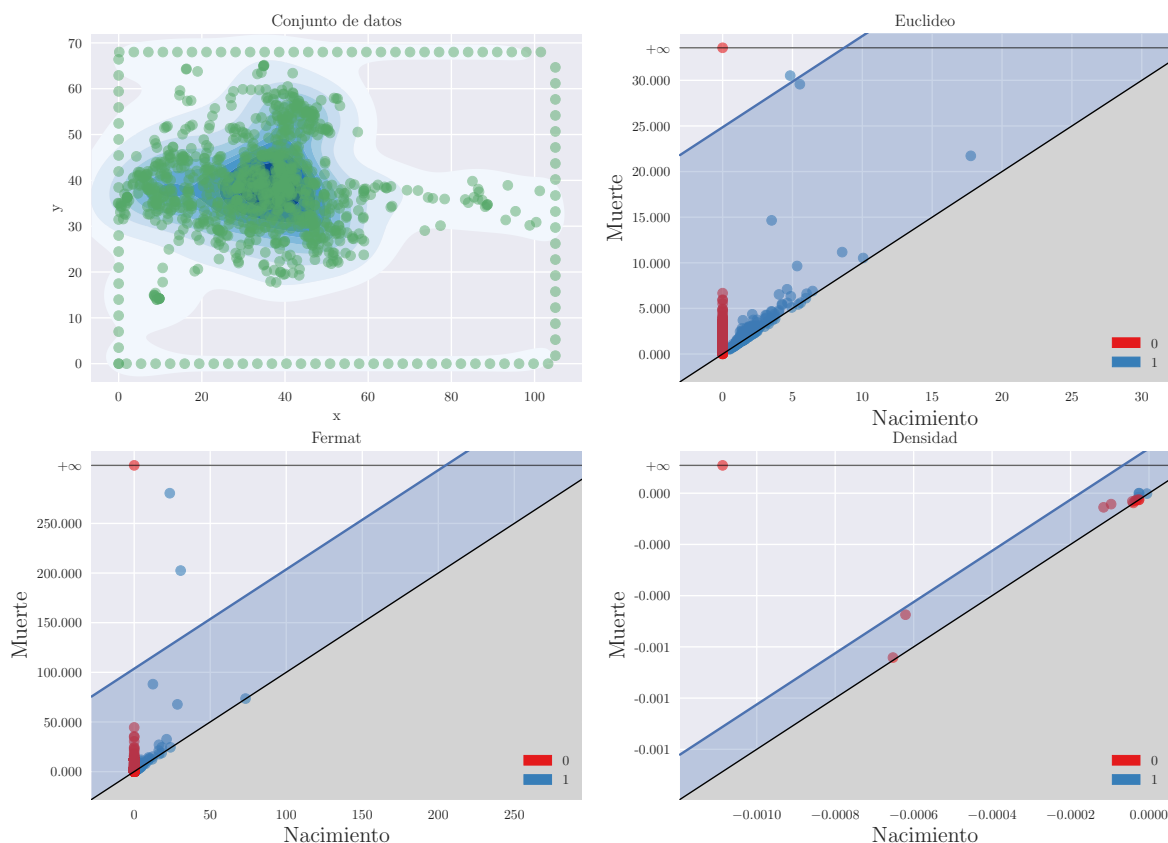 Conjunto de datos
70
60
50
40
30
20
10
0
y
0 20 40 60 80 100
x
Euclideo
+∞
30.000
25.000
20.000
15.000
10.000
5.000
0.000
Muerte
0
1
0 5 10 15 20 25 30
Nacimiento
Fermat
+∞
250.000
200.000
150.000
100.000
50.000
0.000
Muerte
0
1
0 50 100 150 200 250
Nacimiento
Densidad
+∞
0.000
-0.000
-0.000
-0.001
-0.001
-0.001
Muerte
0
1
−0.0010 −0.0008 −0.0006 −0.0004 −0.0002 0.0000
Nacimiento